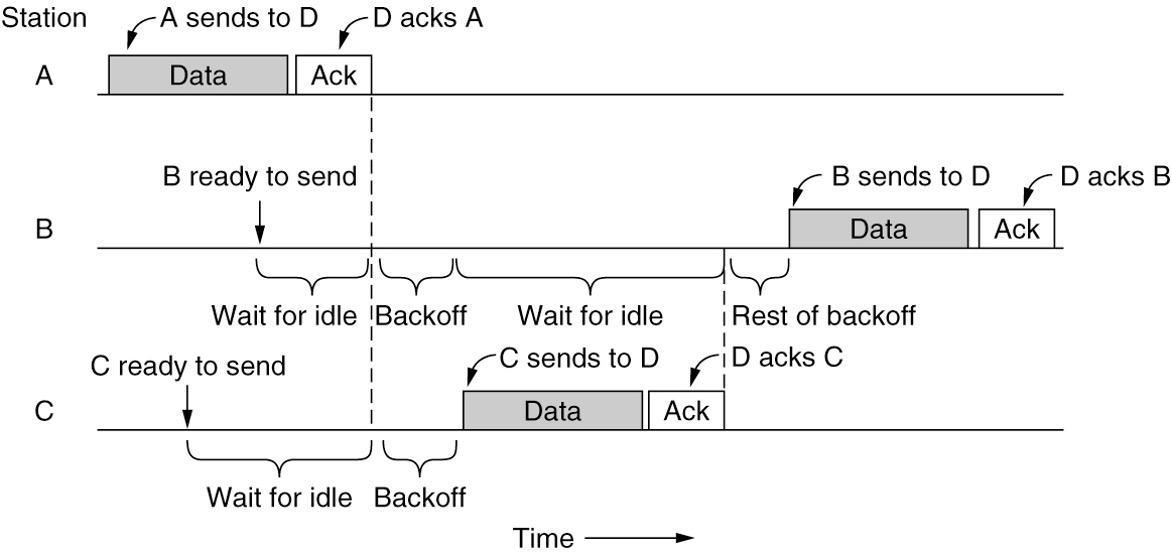 Station
A sends to D
D acks A
A
Data
Ack
B ready to send
B sends to D
D acks B
B
Data
Ack
Wait for idle
Backoff
Wait for idle
Rest of backoff
C ready to send
C sends to D
D acks C
C
Data
Ack
Wait for idle
Backoff
Time